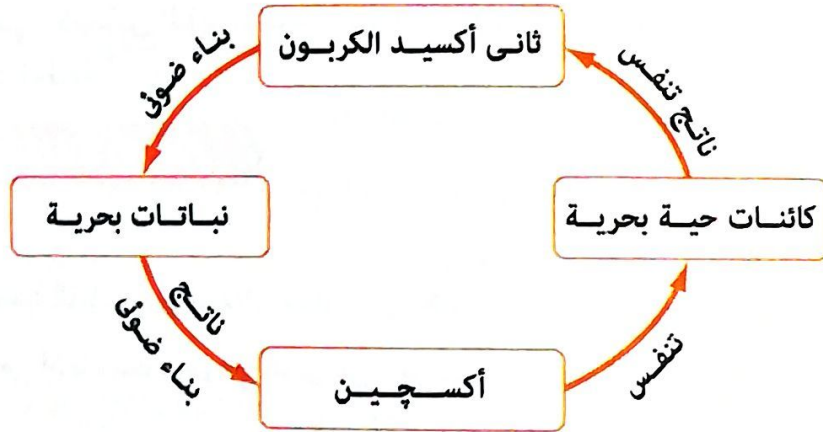 ثانى أكسيد الكربون
بناء ضوئى
نباتات بحرية
ناتج
بناء ضوئى
أكسچين
تنفس
كائنات حية بحرية
ناتج تنفس